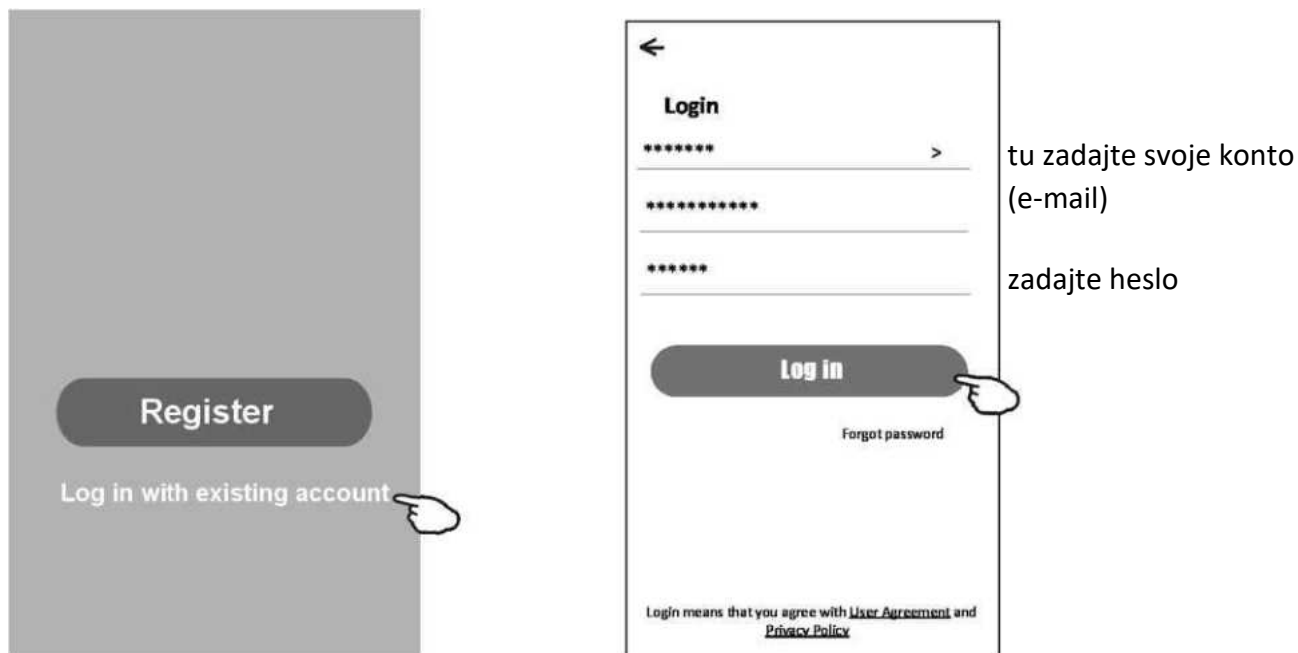 Register
Log in with existing account
←
Login
******* >
tu zadajte svoje konto
(e-mail)
***********
******
zadajte heslo
Log in
Forgot password
Login means that you agree with User Agreement and
Privacy Policy